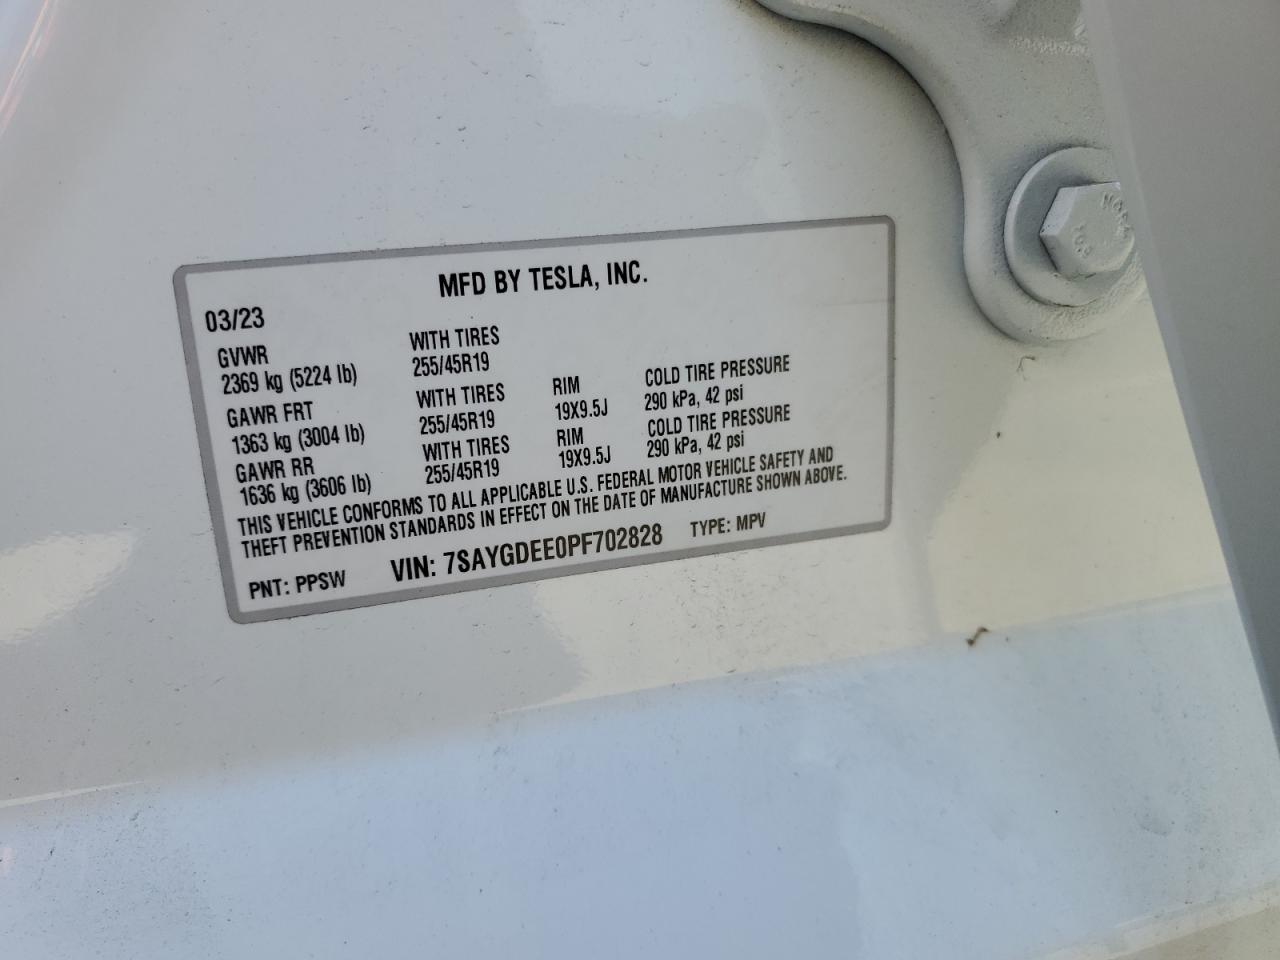 MFD BY TESLA, INC.
03/23
GVWR WITH TIRES
2369 kg (5224 lb) 255/45R19
GAWR FRT WITH TIRES RIM COLD TIRE PRESSURE
1363 kg (3004 lb) 255/45R19 19X9.5J 290 kPa, 42 psi
GAWR RR WITH TIRES RIM COLD TIRE PRESSURE
1636 kg (3606 lb) 255/45R19 19X9.5J 290 kPa, 42 psi
THIS VEHICLE CONFORMS TO ALL APPLICABLE U.S. FEDERAL MOTOR VEHICLE SAFETY AND
THEFT PREVENTION STANDARDS IN EFFECT ON THE DATE OF MANUFACTURE SHOWN ABOVE.
PNT: PPSW VIN: 7SAYGDEE0PF702828 TYPE: MPV
10.9